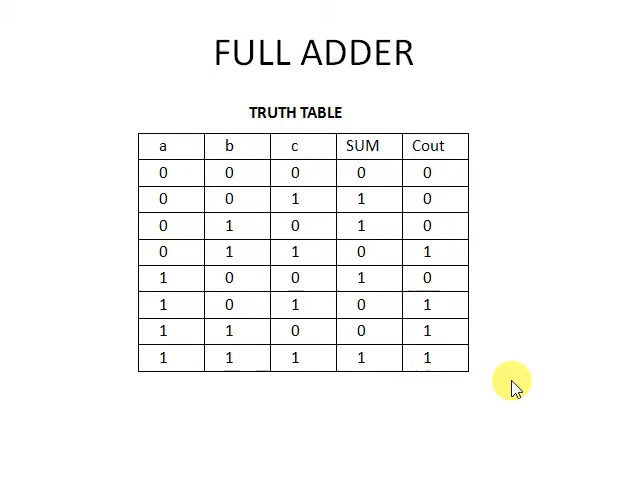 FULL ADDER
TRUTH TABLE
a b c SUM Cout
0 0 0 0 0
0 0 1 1 0
0 1 0 1 0
0 1 1 0 1
1 0 0 1 0
1 0 1 0 1
1 1 0 0 1
1 1 1 1 1